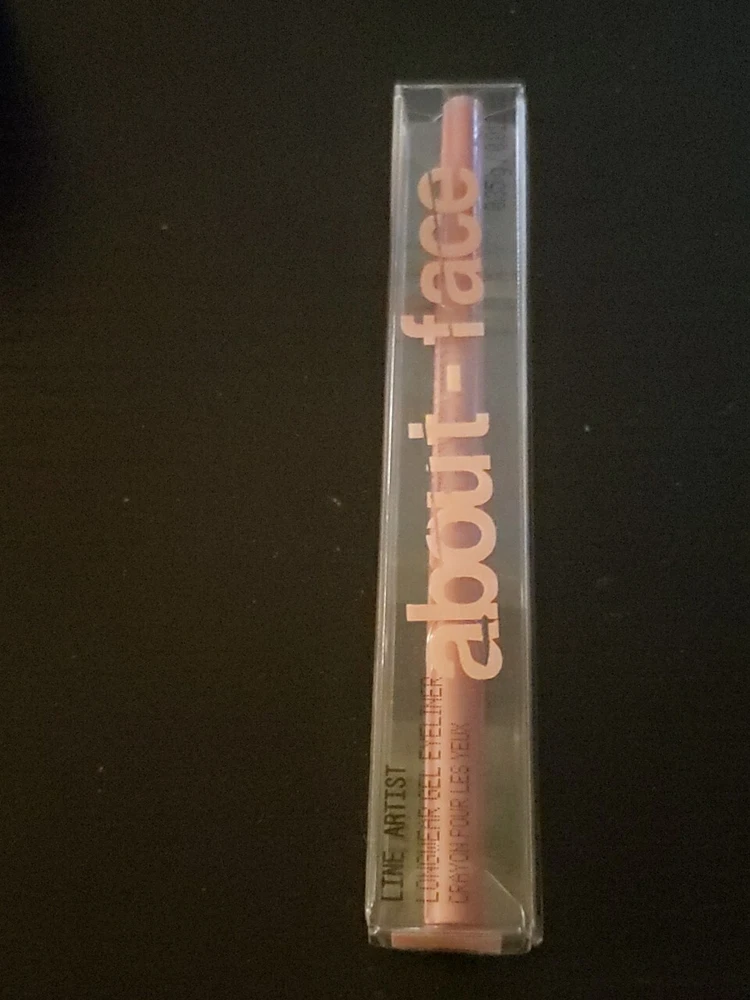 about-face
LINE ARTIST
LONGWEAR GEL EYELINER
CRAYON POUR LES YEUX